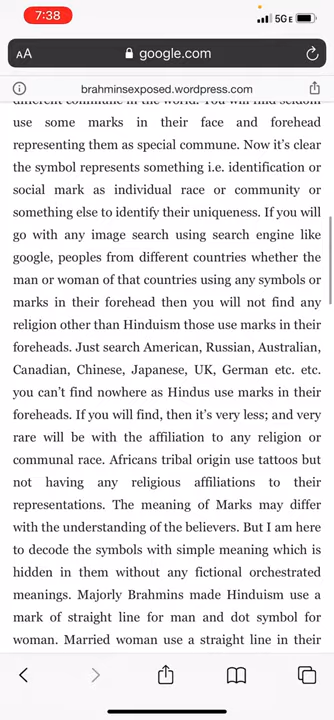 7:38
5G E
AA
google.com
brahminsexposed.wordpress.com
different commune in the world. You will find seldom
use some marks in their face and forehead
representing them as special commune. Now it's clear
the symbol represents something i.e. identification or
social mark as individual race or community or
something else to identify their uniqueness. If you will
go with any image search using search engine like
google, peoples from different countries whether the
man or woman of that countries using any symbols or
marks in their forehead then you will not find any
religion other than Hinduism those use marks in their
foreheads. Just search American, Russian, Australian,
Canadian, Chinese, Japanese, UK, German etc. etc.
you can't find nowhere as Hindus use marks in their
foreheads. If you will find, then it's very less; and very
rare will be with the affiliation to any religion or
communal race. Africans tribal origin use tattoos but
not having any religious affiliations to their
representations. The meaning of Marks may differ
with the understanding of the believers. But I am here
to decode the symbols with simple meaning which is
hidden in them without any fictional orchestrated
meanings. Majorly Brahmins made Hinduism use a
mark of straight line for man and dot symbol for
woman. Married woman use a straight line in their